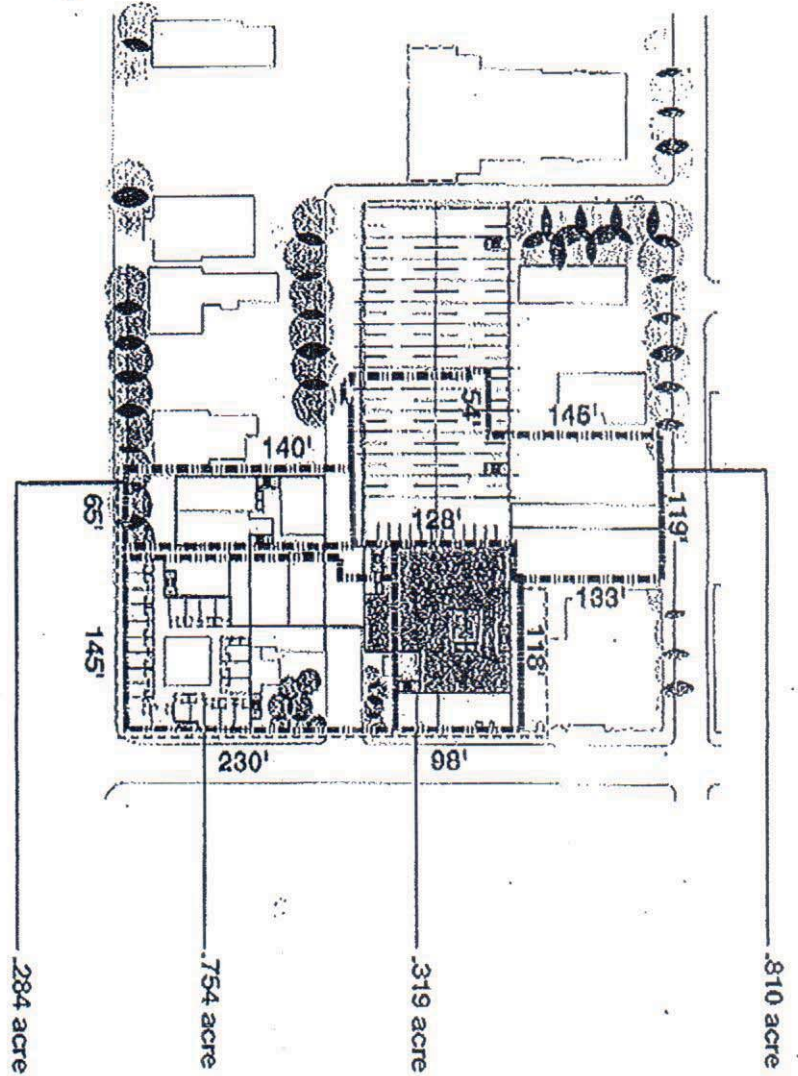 54'
146'
140'
65'
128'
119'
133'
145'
118'
230'
98'
.284 acre
.754 acre
.319 acre
.810 acre